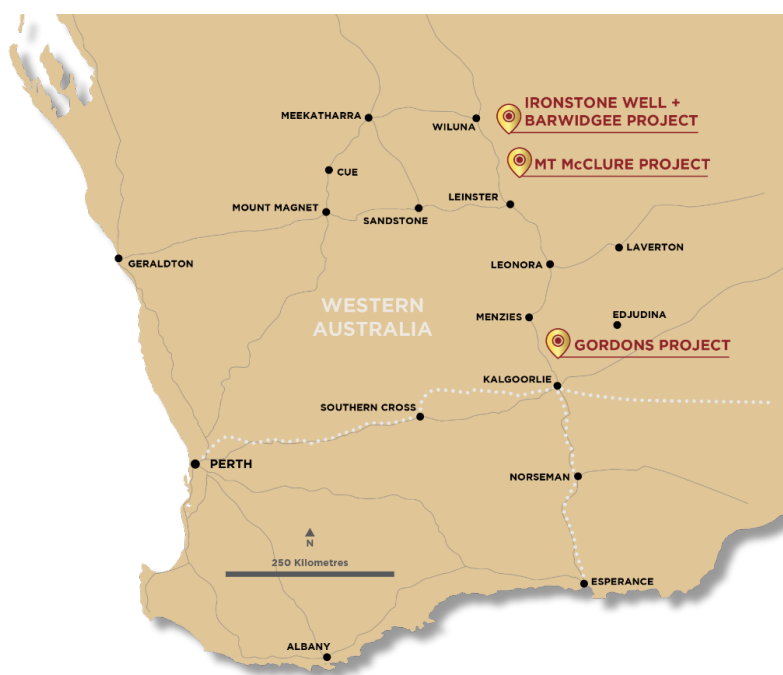 IRONSTONE WELL +
BARWIDGEE PROJECT
MEEKATHARRA
WILUNA
MT McCLURE PROJECT
CUE
LEINSTER
MOUNT MAGNET
SANDSTONE
LAVERTON
GERALDTON
LEONORA
WESTERN
AUSTRALIA
MENZIES
EDJUDINA
GORDONS PROJECT
KALGOORLIE
SOUTHERN CROSS
PERTH
NORSEMAN
N
250 Kilometres
ESPERANCE
ALBANY